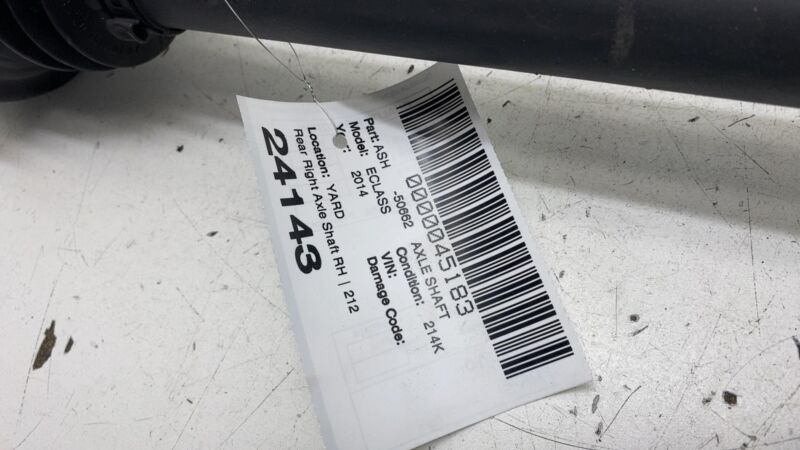 0000045183
Part: ASH -50662 AXLE SHAFT
Model: ECLASS Condition: 214K
Year: 2014 VIN:
Damage Code:
Location: YARD
Rear Right Axle Shaft RH | 212
24143